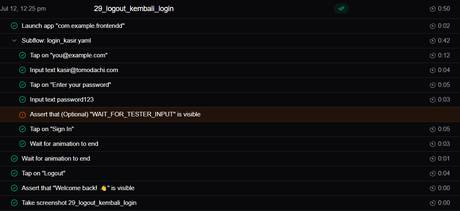 Jul 12, 12:25 pm 29_logout_kembali_login 0:50
Launch app "com.example.frontendd" 0:02
Subflow: login_kasir.yaml 0:42
Tap on "you@example.com" 0:12
Input text kasir@tomodachi.com 0:04
Tap on "Enter your password" 0:05
Input text password123 0:03
Assert that (Optional) "WAIT_FOR_TESTER_INPUT" is visible
Tap on "Sign In" 0:05
Wait for animation to end 0:03
Wait for animation to end 0:01
Tap on "Logout" 0:04
Assert that "Welcome back! 👋" is visible 0:00
Take screenshot 29_logout_kembali_login 0:00